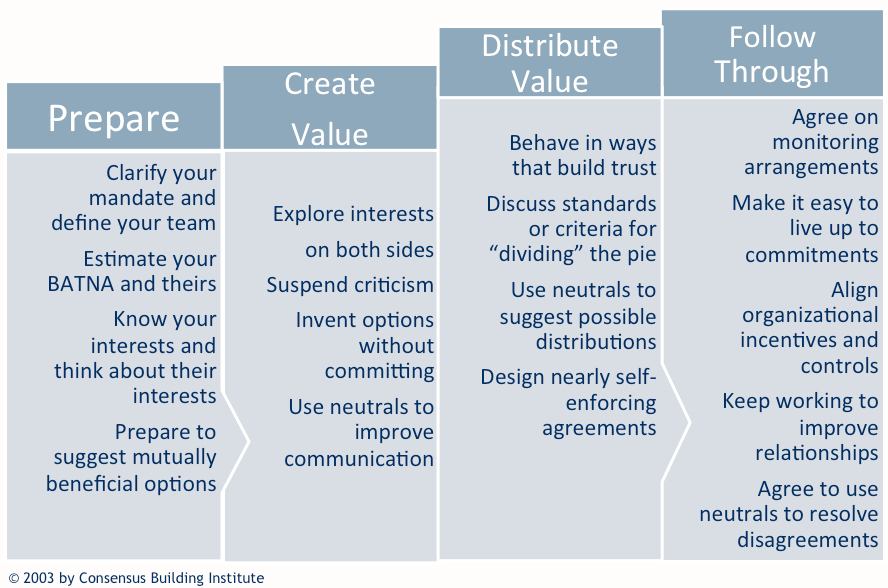 Prepare
Clarify your
mandate and
define your team
Estimate your
BATNA and theirs
Know your
interests and
think about their
interests
Prepare to
suggest mutually
beneficial options
Create
Value
Explore interests
on both sides
Suspend criticism
Invent options
without
committing
Use neutrals to
improve
communication
Distribute
Value
Behave in ways
that build trust
Discuss standards
or criteria for
“dividing” the pie
Use neutrals to
suggest possible
distributions
Design nearly self-
enforcing
agreements
Follow
Through
Agree on
monitoring
arrangements
Make it easy to
live up to
commitments
Align
organizational
incentives and
controls
Keep working to
improve
relationships
Agree to use
neutrals to resolve
disagreements
© 2003 by Consensus Building Institute